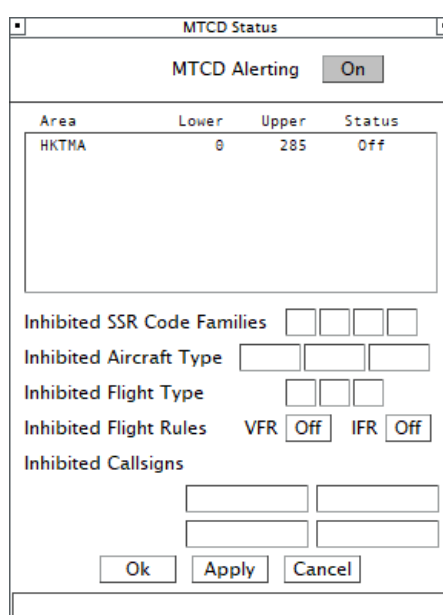 MTCD Status
MTCD Alerting On
Area Lower Upper Status
HKTMA 0 285 Off
Inhibited SSR Code Families
Inhibited Aircraft Type
Inhibited Flight Type
Inhibited Flight Rules VFR Off IFR Off
Inhibited Callsigns
Ok Apply Cancel